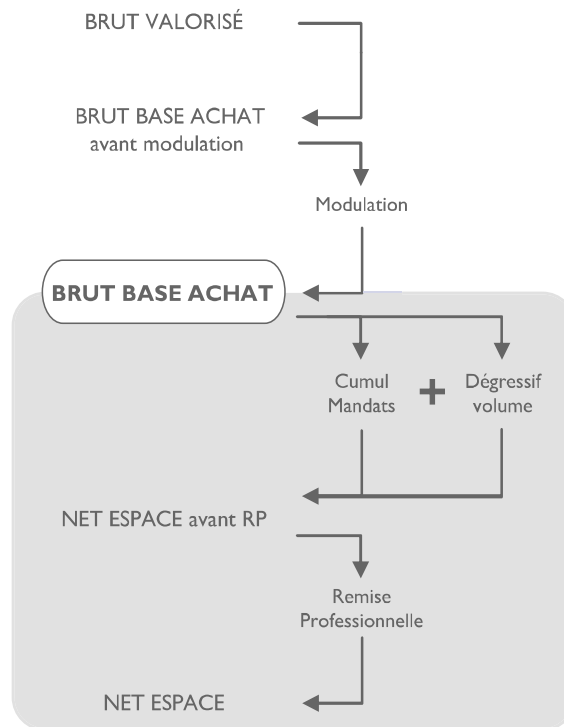 BRUT VALORISÉ
BRUT BASE ACHAT
avant modulation
Modulation
BRUT BASE ACHAT
Cumul
Mandats
+
Dégressif
volume
NET ESPACE avant RP
Remise
Professionnelle
NET ESPACE